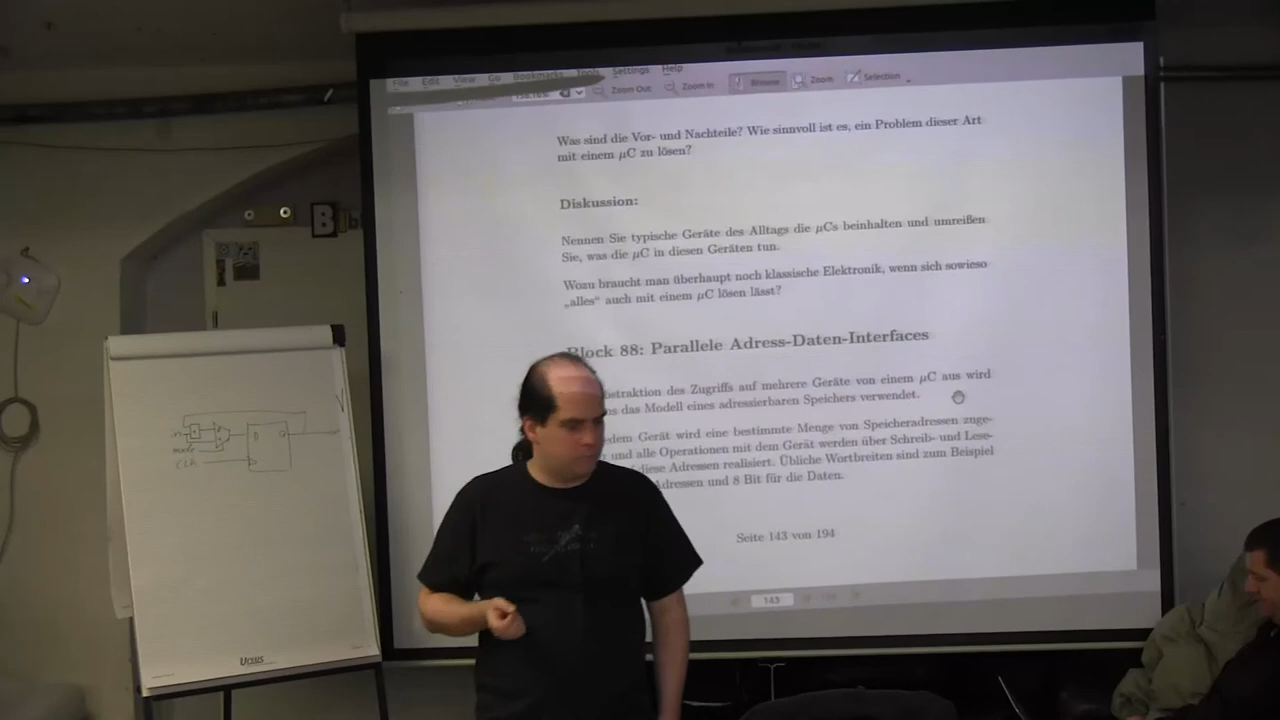 File Edit View Go Bookmarks Tools Settings Help
Zoom Out Zoom In Browse Zoom Selection
Was sind die Vor- und Nachteile? Wie sinnvoll ist es, ein Problem dieser Art
mit einem µC zu lösen?
Diskussion:
Nennen Sie typische Geräte des Alltags die µCs beinhalten und umreißen
Sie, was die µC in diesen Geräten tun.
Wozu braucht man überhaupt noch klassische Elektronik, wenn sich sowieso
„alles“ auch mit einem µC lösen lässt?
Block 88: Parallele Adress-Daten-Interfaces
bstraktion des Zugriffs auf mehrere Geräte von einem µC aus wird
das Modell eines adressierbaren Speichers verwendet.
edem Gerät wird eine bestimmte Menge von Speicheradressen zuge-
und alle Operationen mit dem Gerät werden über Schreib- und Lese-
diese Adressen realisiert. Übliche Wortbreiten sind zum Beispiel
dressen und 8 Bit für die Daten.
Seite 143 von 194
143
B
in
D
Q
mode
CLK